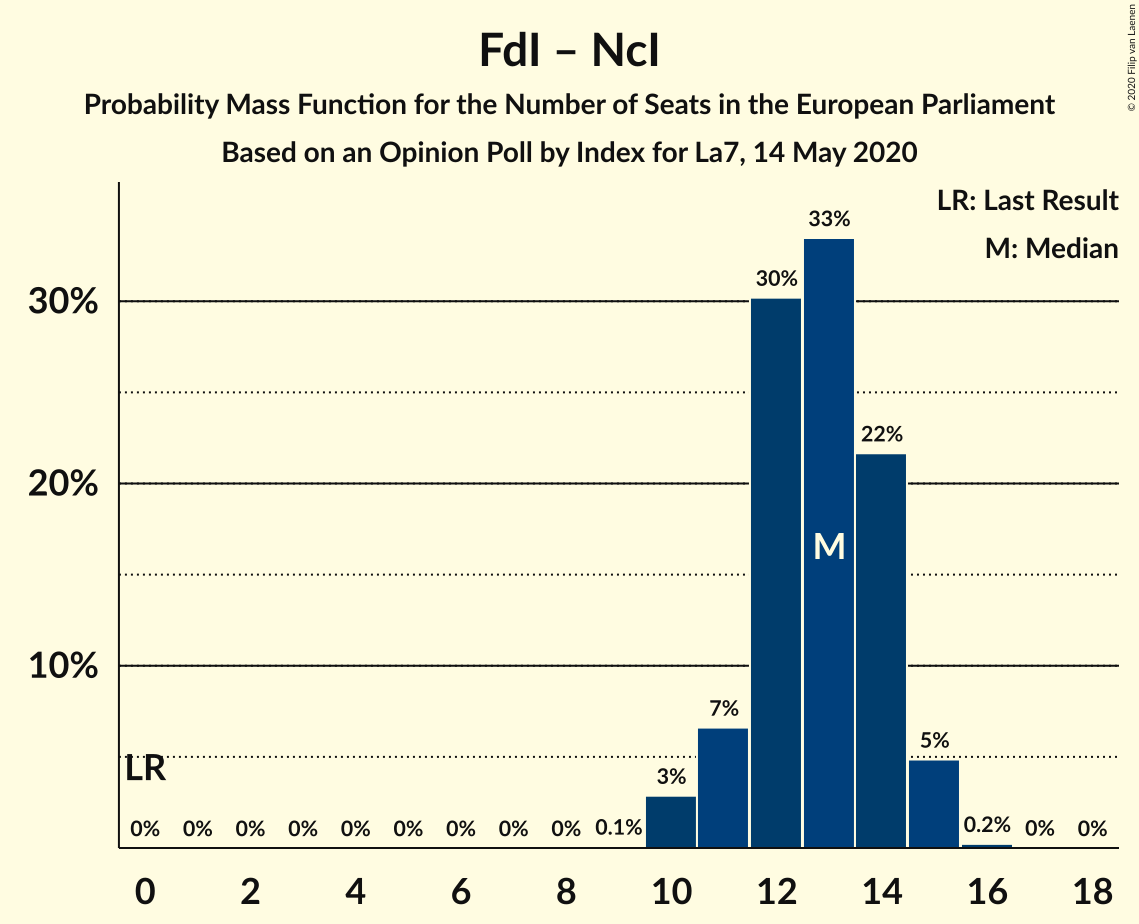 FdI – NcI
Probability Mass Function for the Number of Seats in the European Parliament
Based on an Opinion Poll by Index for La7, 14 May 2020
© 2020 Filip van Laenen
LR: Last Result
M: Median
33%
30%
30%
22%
20%
M
10%
7%
5%
LR
3%
0% 0% 0% 0% 0% 0% 0% 0% 0% 0.1% 0.2% 0% 0%
0 2 4 6 8 10 12 14 16 18